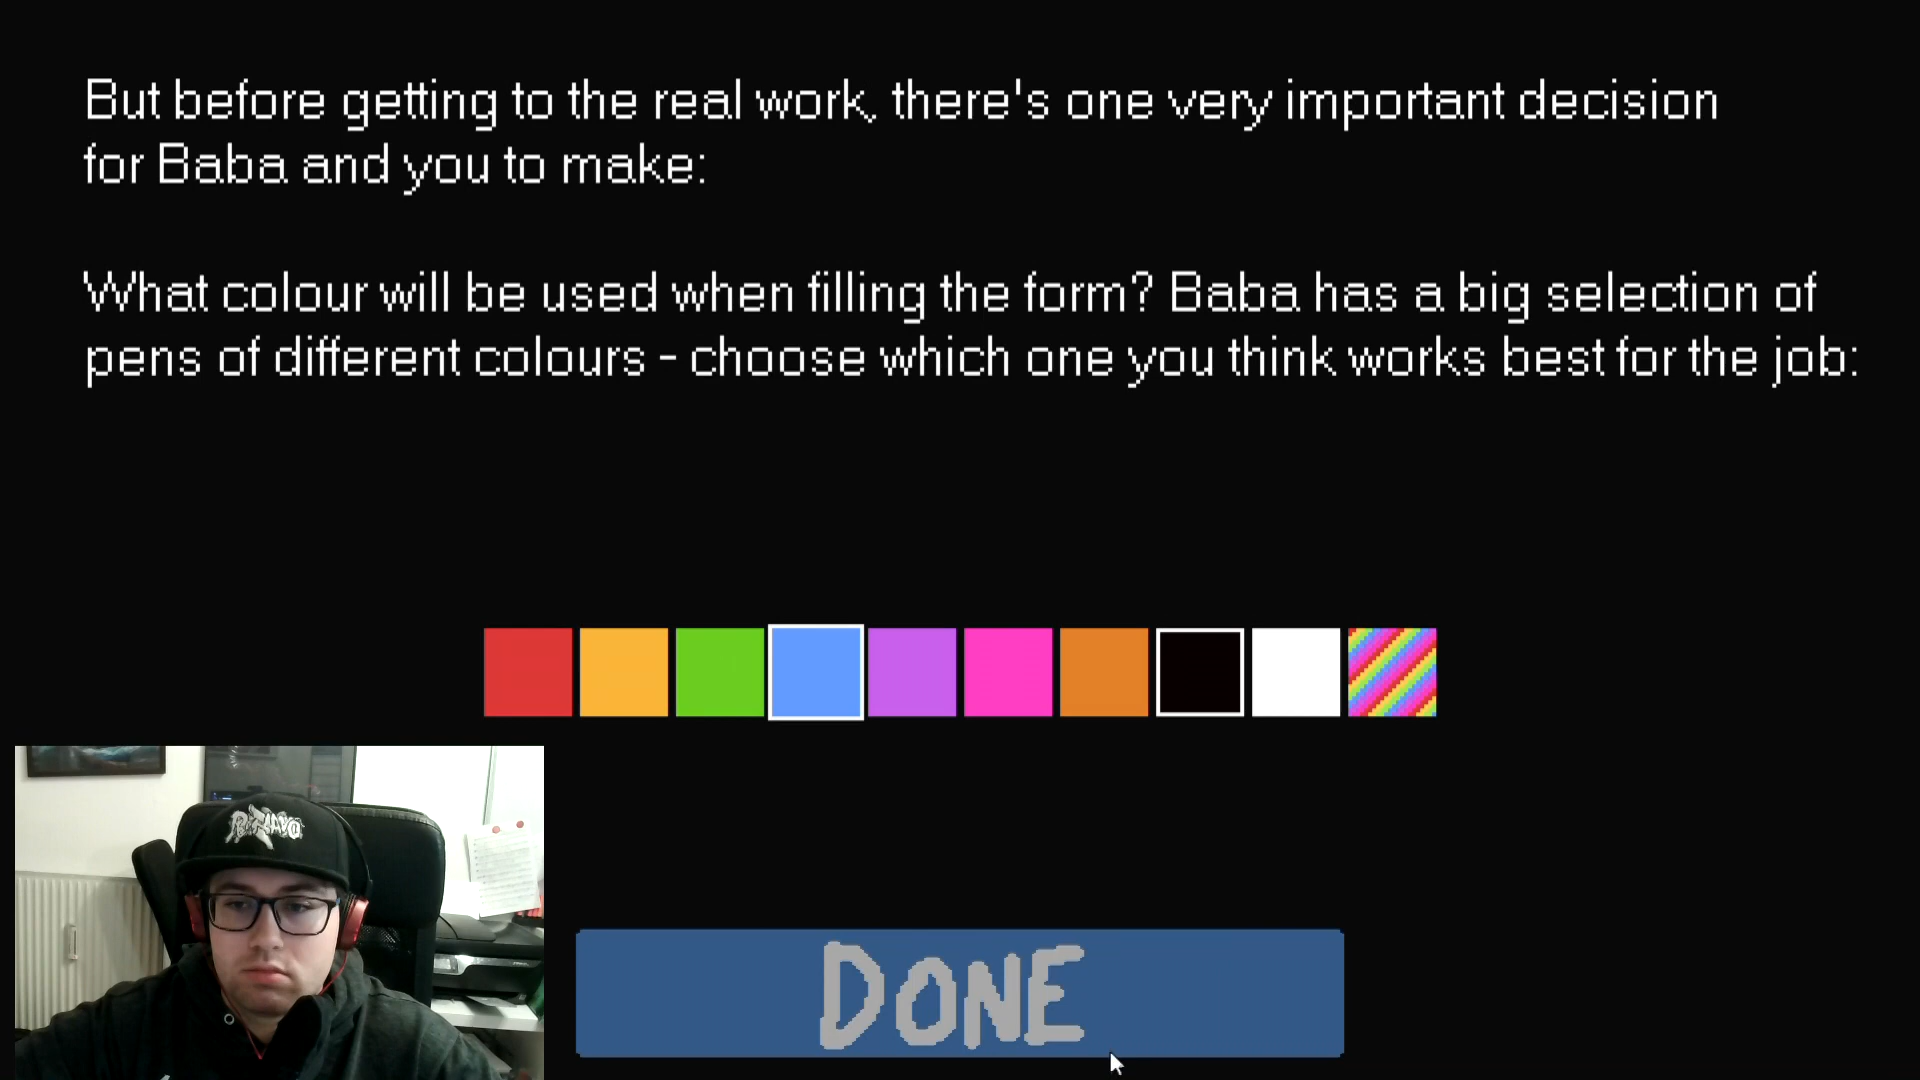 But before getting to the real work, there's one very important decision
for Baba and you to make:
What colour will be used when filling the form? Baba has a big selection of
pens of different colours - choose which one you think works best for the job:
DONE